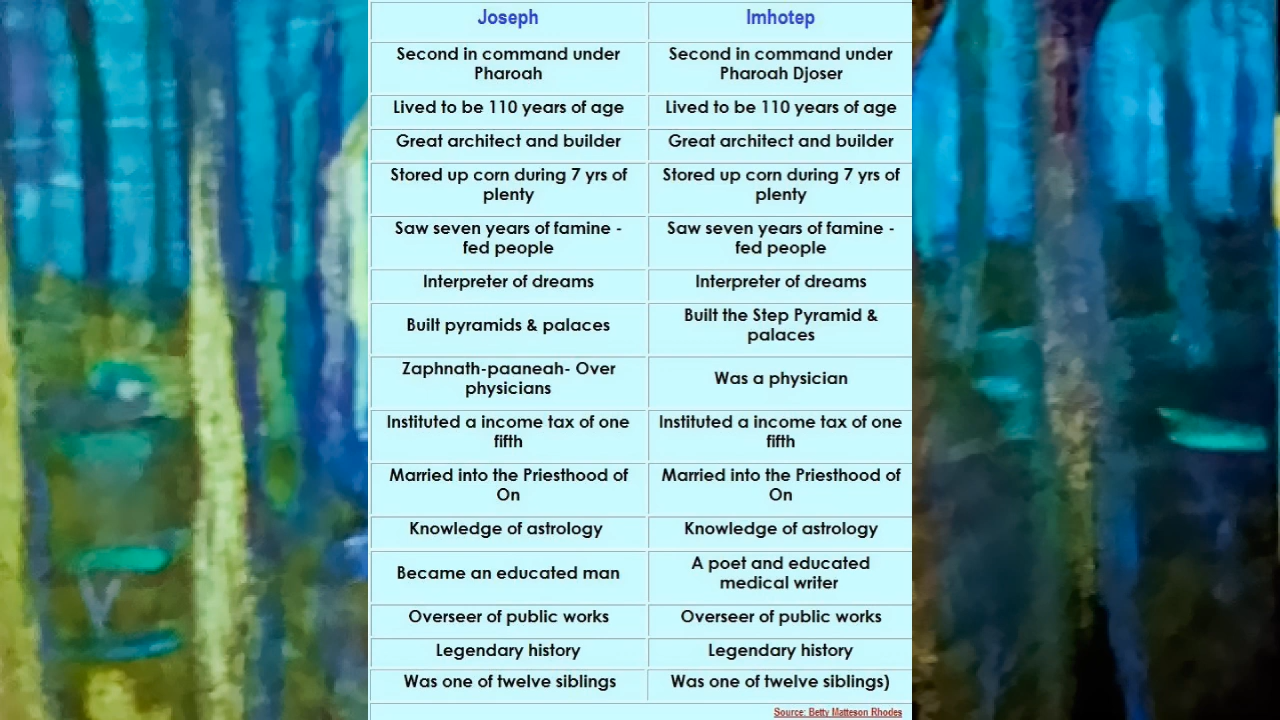 Joseph Imhotep
Second in command under Second in command under
Pharoah Pharoah Djoser
Lived to be 110 years of age Lived to be 110 years of age
Great architect and builder Great architect and builder
Stored up corn during 7 yrs of Stored up corn during 7 yrs of
plenty plenty
Saw seven years of famine - Saw seven years of famine -
fed people fed people
Interpreter of dreams Interpreter of dreams
Built pyramids & palaces Built the Step Pyramid &
palaces
Zaphnath-paaneah- Over Was a physician
physicians
Instituted a income tax of one Instituted a income tax of one
fifth fifth
Married into the Priesthood of Married into the Priesthood of
On On
Knowledge of astrology Knowledge of astrology
Became an educated man A poet and educated
medical writer
Overseer of public works Overseer of public works
Legendary history Legendary history
Was one of twelve siblings Was one of twelve siblings)
Source: Betty Matteson Rhodes